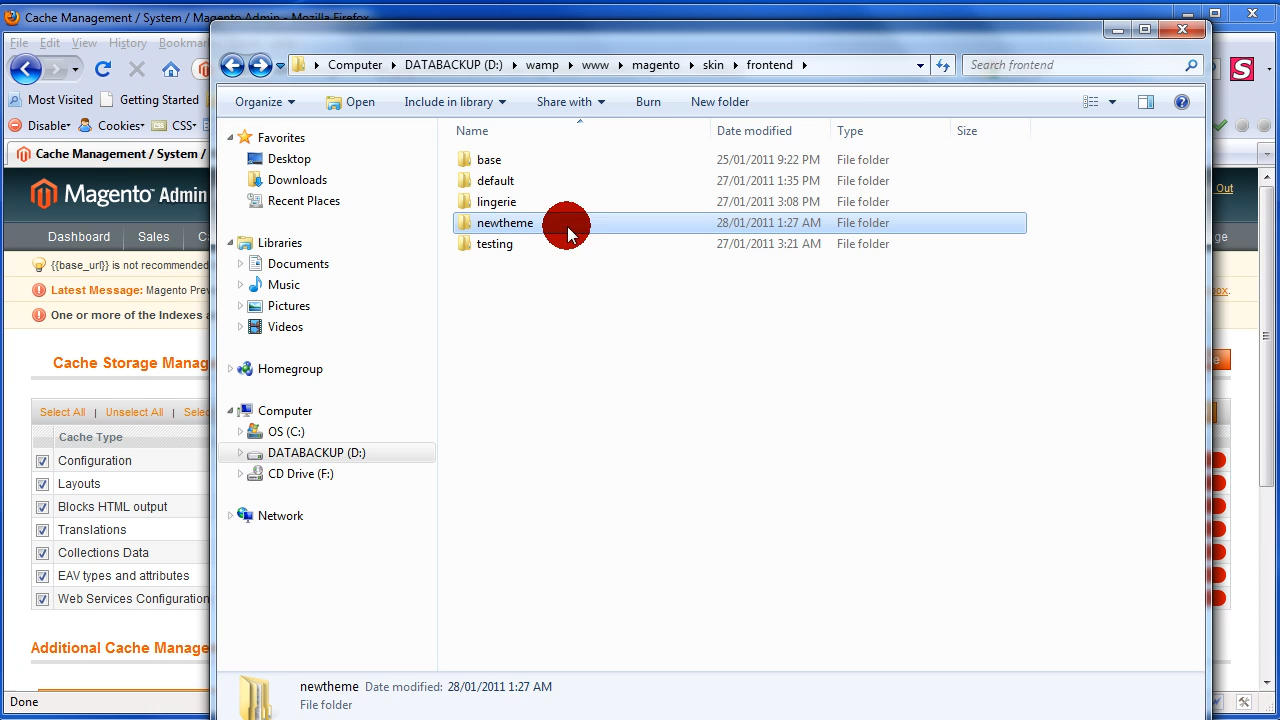 Cache Management / System / Magento Admin - Mozilla Firefox
File Edit View History Bookmar
Computer DATABACKUP (D:) wamp www magento skin frontend
Search frontend
Most Visited Getting Started
Organize Open Include in library Share with Burn New folder
Disable Cookies CSS
Cache Management / System /
Magento Admin
Out
Dashboard Sales C
ge
{{base_url}} is not recommended
Latest Message: Magento Prev
box.
One or more of the Indexes a
Cache Storage Manag
e
Select All | Unselect All | Selec
Cache Type
Configuration
Layouts
Blocks HTML output
Translations
Collections Data
EAV types and attributes
Web Services Configuration
Additional Cache Manage
Done
Favorites
Desktop
Downloads
Recent Places
Libraries
Documents
Music
Pictures
Videos
Homegroup
Computer
OS (C:)
DATABACKUP (D:)
CD Drive (F:)
Network
Name Date modified Type Size
base 25/01/2011 9:22 PM File folder
default 27/01/2011 1:35 PM File folder
lingerie 27/01/2011 3:08 PM File folder
newtheme 28/01/2011 1:27 AM File folder
testing 27/01/2011 3:21 AM File folder
newtheme Date modified: 28/01/2011 1:27 AM
File folder